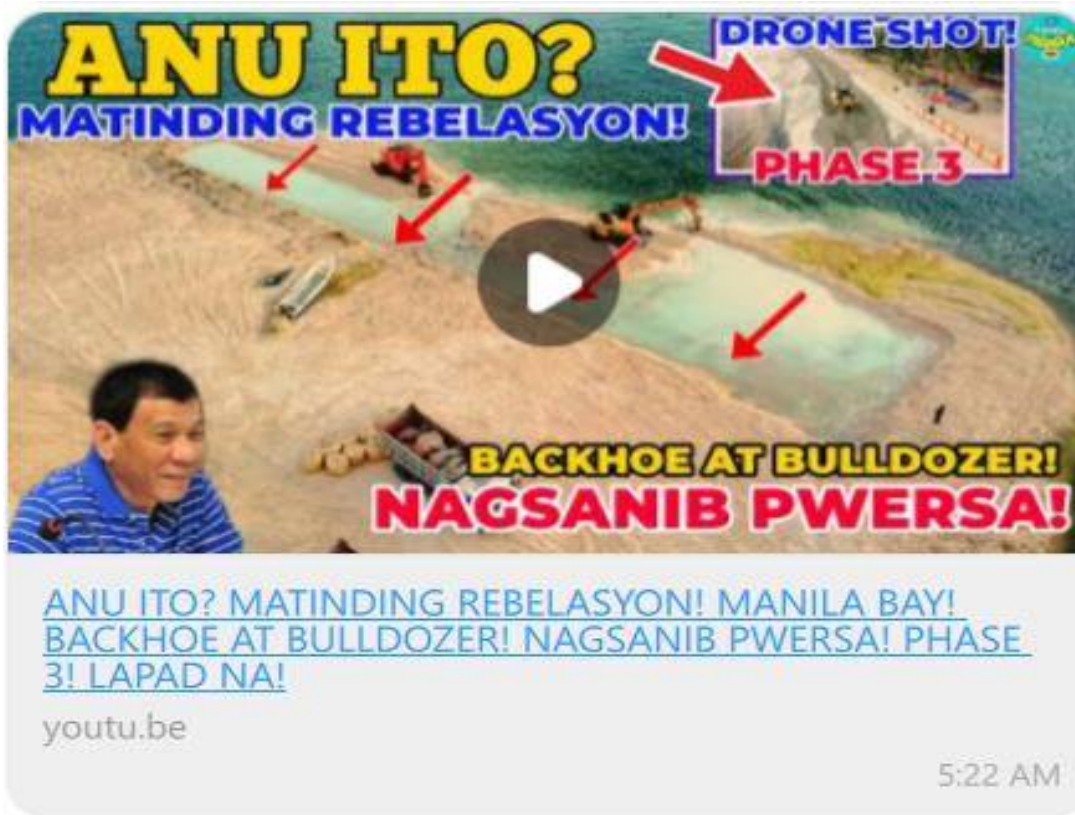 ANU ITO?
MATINDING REBELASYON!
DRONE SHOT!
PHASE 3
BACKHOE AT BULLDOZER!
NAGSANIB PWERSA!
ANU ITO? MATINDING REBELASYON! MANILA BAY!
BACKHOE AT BULLDOZER! NAGSANIB PWERSA! PHASE
3! LAPAD NA!
youtu.be
5:22 AM